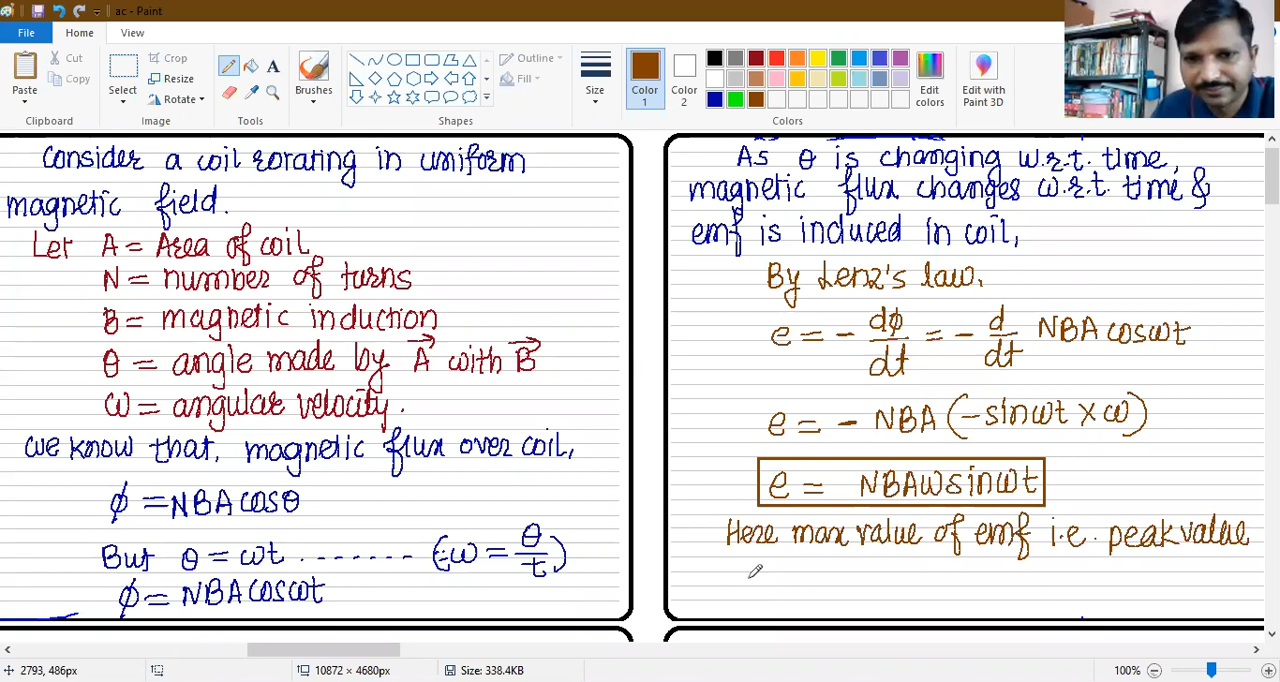 ac - Paint
File
Home
View
Paste
Cut
Copy
Clipboard
Select
Crop
Resize
Rotate
Image
A
Tools
Brushes
Outline
Fill
Shapes
Size
Color 1
Color 2
Edit colors
Edit with Paint 3D
Colors
Consider a coil rorating in uniform
magnetic field.
Let A = Area of coil
N = number of turns
B = magnetic induction
θ = angle made by A⃗ with B⃗
ω = angular velocity.
we know that, magnetic flux over coil,
ϕ = NBA cosθ
But θ = ωt ....... (∵ω = θ/t)
ϕ = NBA cosωt
As θ is changing w.r.t. time,
magnetic flux changes w.r.t. time &
emf is induced in coil,
By Lenz's law,
e = - dϕ/dt = - d/dt NBA cosωt
e = - NBA (-sinωt × ω)
e = NBAω sinωt
Here max value of emf i.e. peak value
2793, 486px
10872 × 4680px
Size: 338.4KB
100%